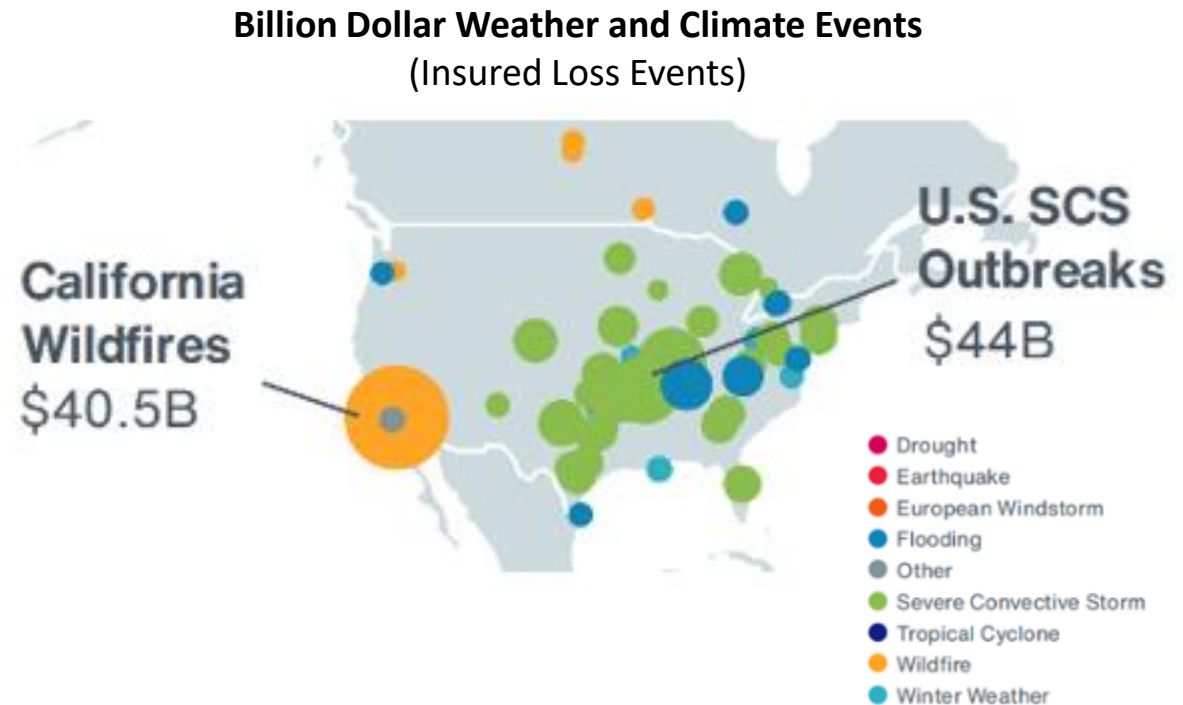 Billion Dollar Weather and Climate Events
(Insured Loss Events)
California
Wildfires
$40.5B
U.S. SCS
Outbreaks
$44B
Drought
Earthquake
European Windstorm
Flooding
Other
Severe Convective Storm
Tropical Cyclone
Wildfire
Winter Weather